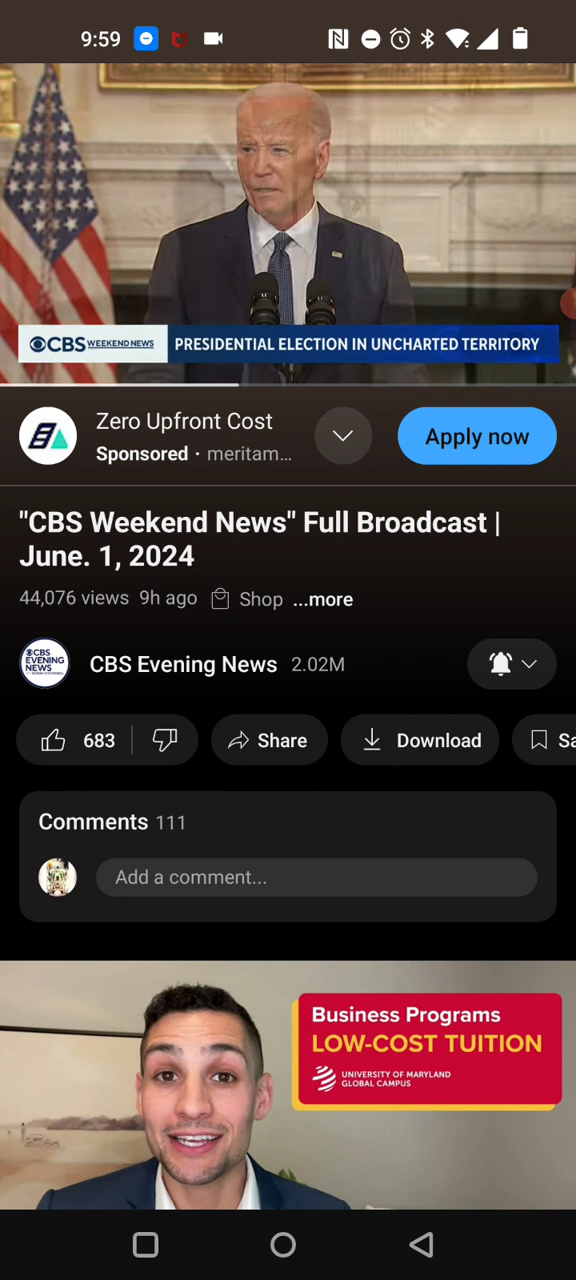 9:59
CBS WEEKEND NEWS
PRESIDENTIAL ELECTION IN UNCHARTED TERRITORY
Zero Upfront Cost
Sponsored · meritam...
Apply now
"CBS Weekend News" Full Broadcast |
June. 1, 2024
44,076 views 9h ago Shop ...more
CBS
EVENING
NEWS
CBS Evening News 2.02M
683
Share
Download
Sa
Comments 111
Add a comment...
Business Programs
LOW-COST TUITION
UNIVERSITY OF MARYLAND
GLOBAL CAMPUS